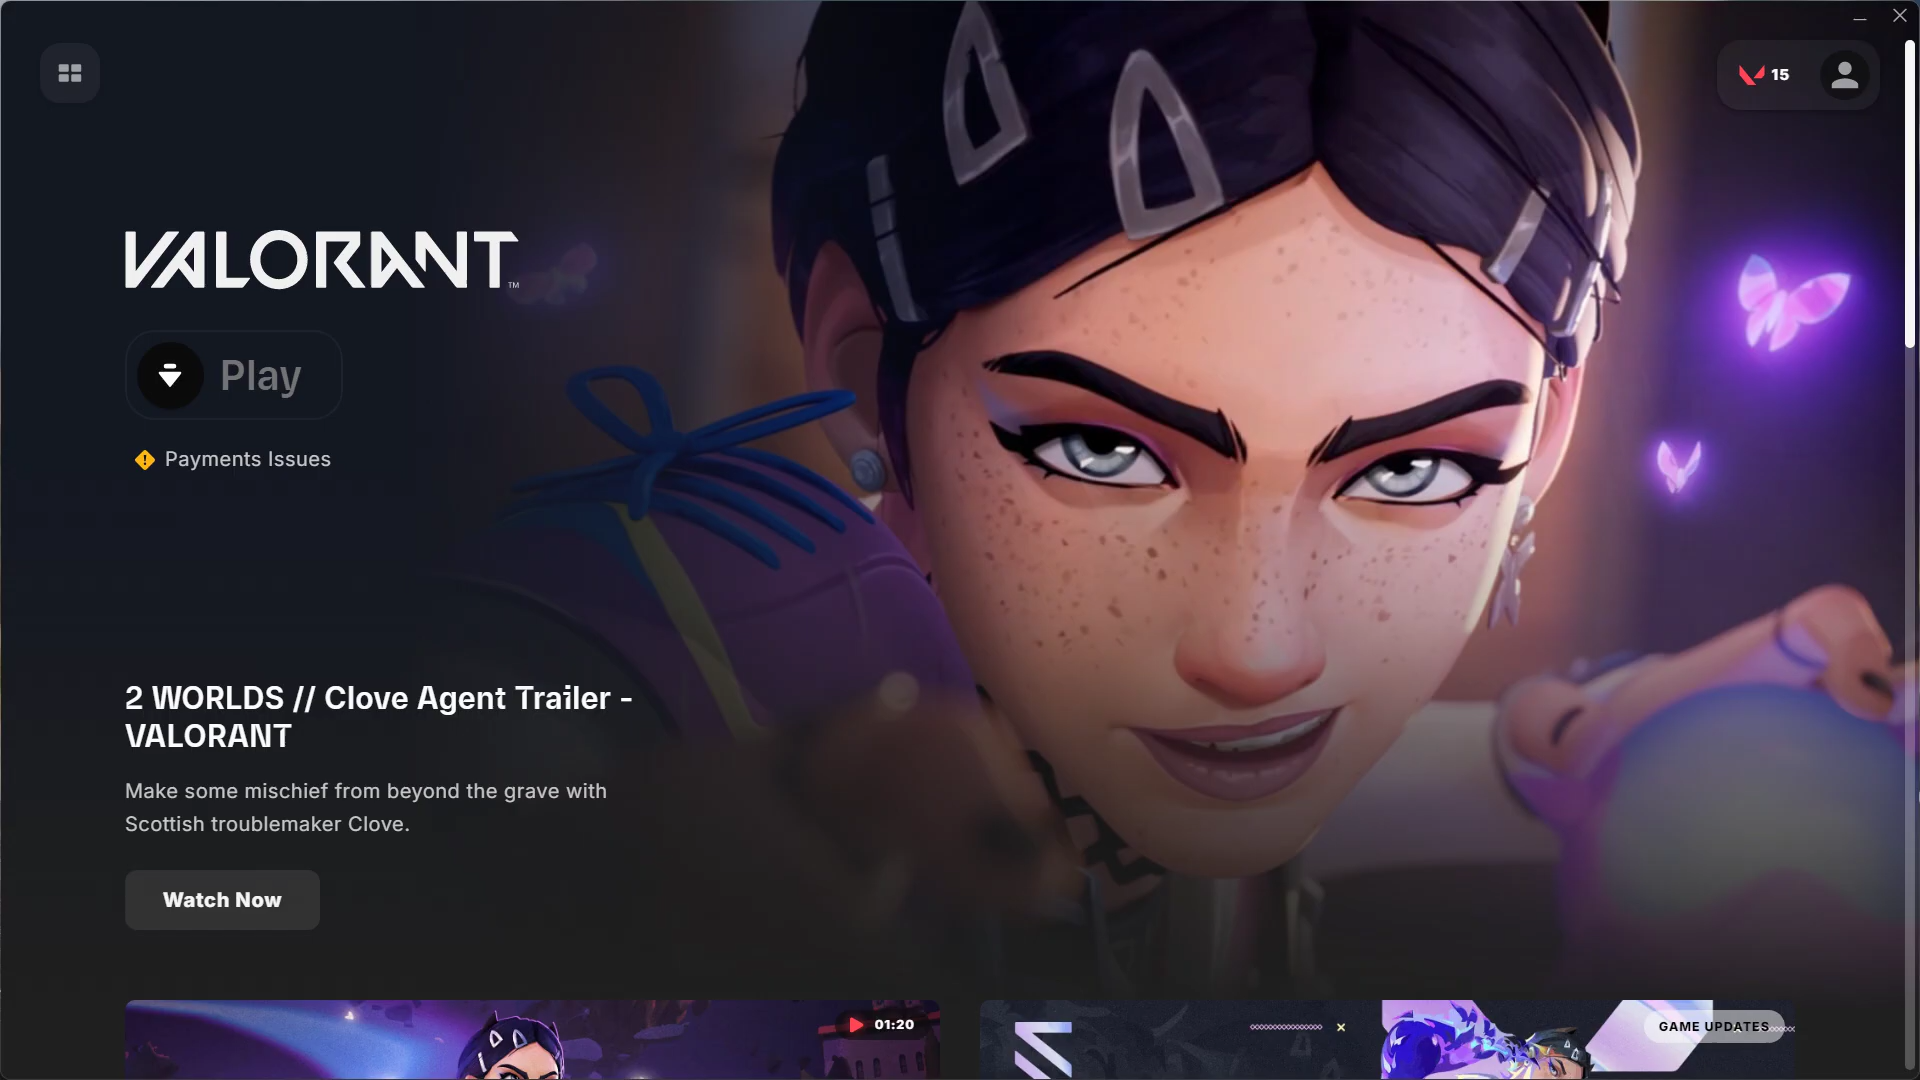 15
VALORANT™
Play
Payments Issues
2 WORLDS // Clove Agent Trailer -
VALORANT
Make some mischief from beyond the grave with
Scottish troublemaker Clove.
Watch Now
01:20
GAME UPDATES